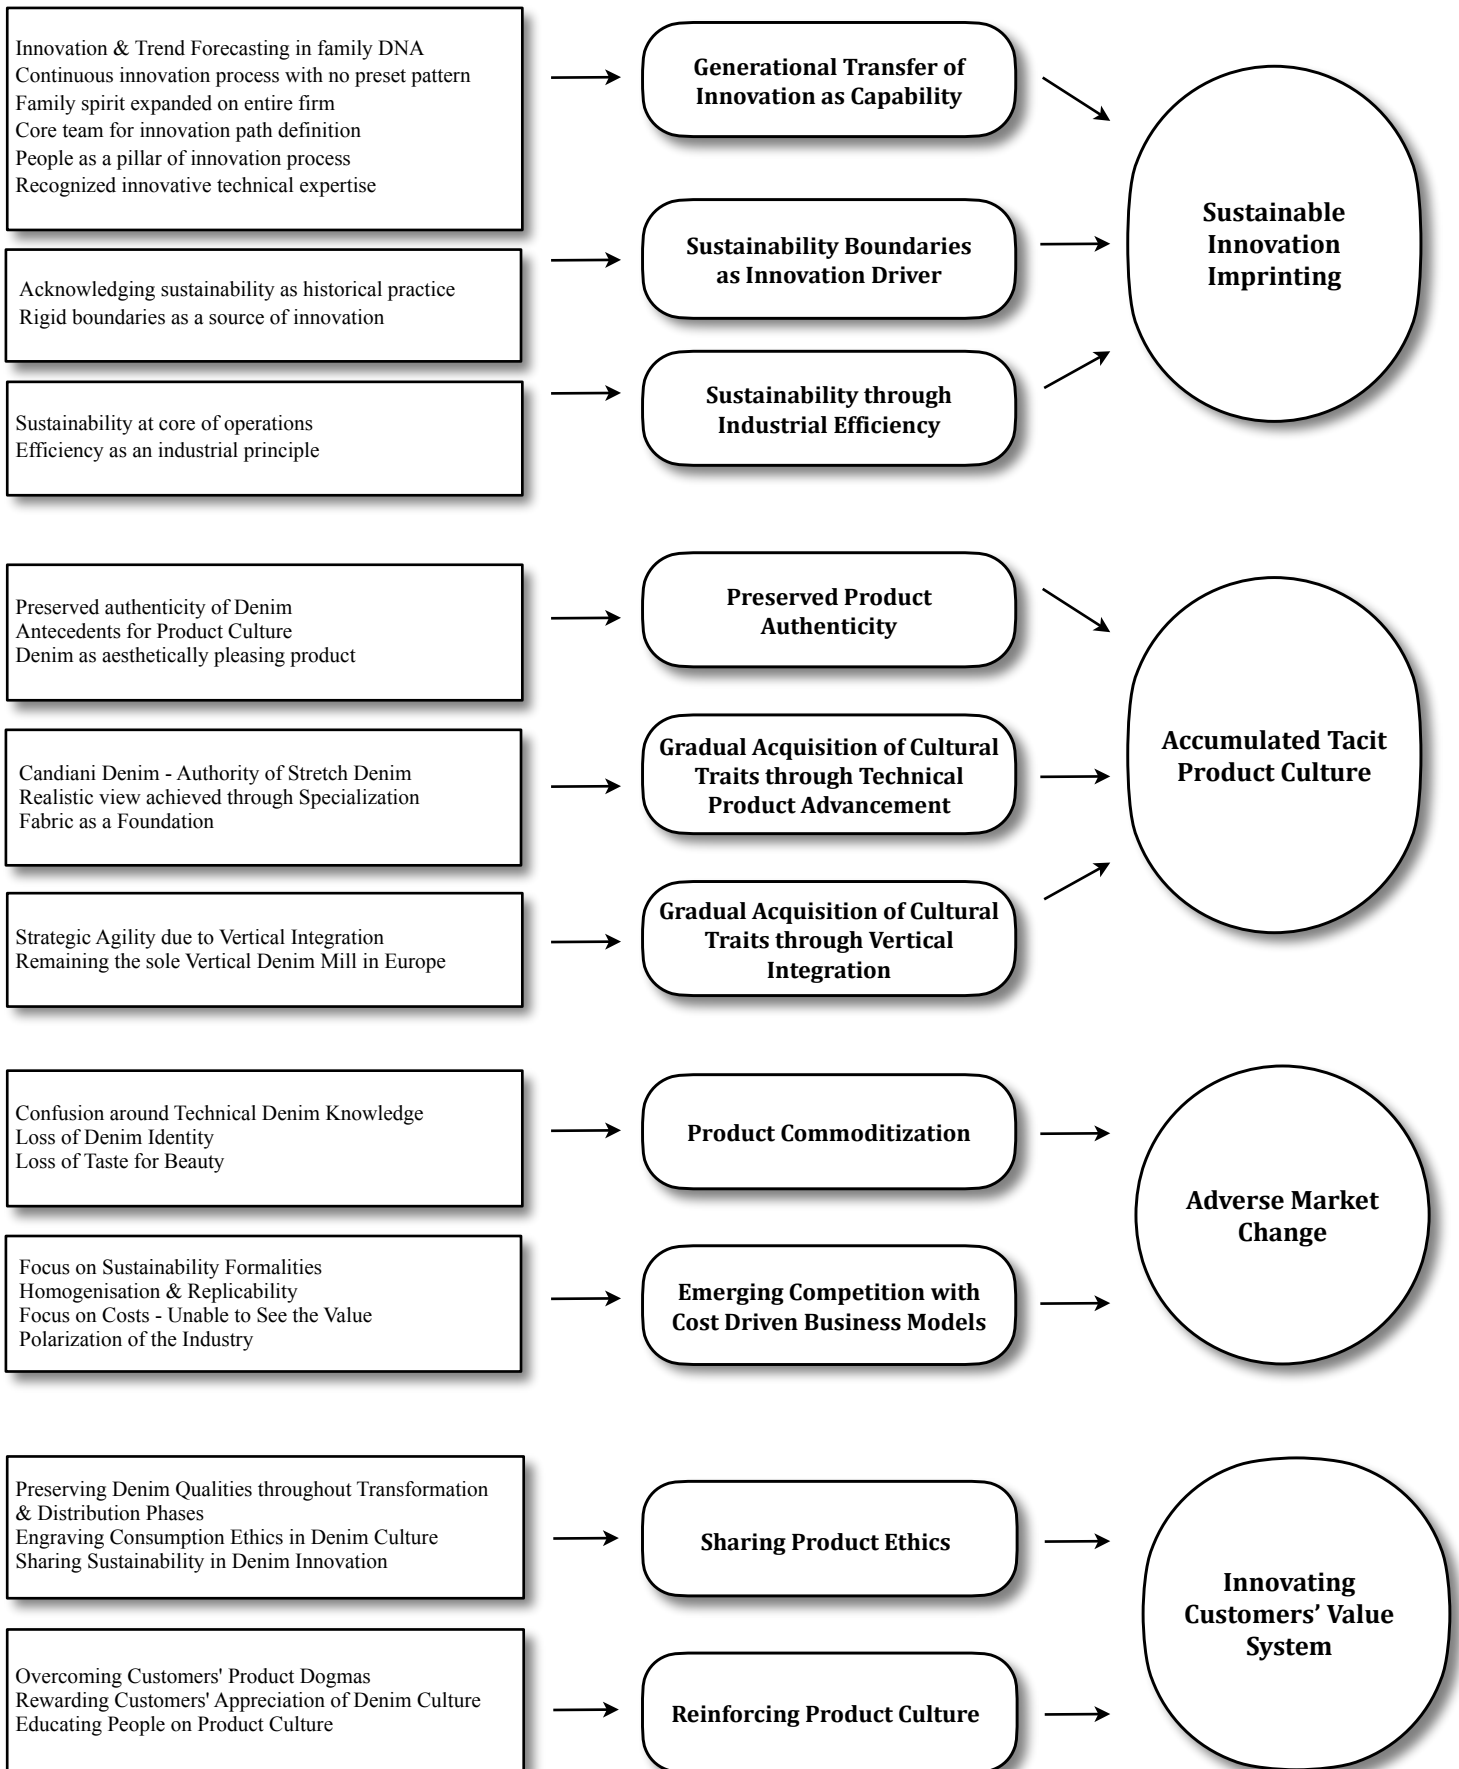 Innovation & Trend Forecasting in family DNA
Continuous innovation process with no preset pattern
Family spirit expanded on entire firm
Core team for innovation path definition
People as a pillar of innovation process
Recognized innovative technical expertise
Generational Transfer of
Innovation as Capability
Acknowledging sustainability as historical practice
Rigid boundaries as a source of innovation
Sustainability Boundaries
as Innovation Driver
Sustainability at core of operations
Efficiency as an industrial principle
Sustainability through
Industrial Efficiency
Sustainable
Innovation
Imprinting
Preserved authenticity of Denim
Antecedents for Product Culture
Denim as aesthetically pleasing product
Preserved Product
Authenticity
Candiani Denim - Authority of Stretch Denim
Realistic view achieved through Specialization
Fabric as a Foundation
Gradual Acquisition of Cultural
Traits through Technical
Product Advancement
Strategic Agility due to Vertical Integration
Remaining the sole Vertical Denim Mill in Europe
Gradual Acquisition of Cultural
Traits through Vertical
Integration
Accumulated Tacit
Product Culture
Confusion around Technical Denim Knowledge
Loss of Denim Identity
Loss of Taste for Beauty
Product Commoditization
Focus on Sustainability Formalities
Homogenisation & Replicability
Focus on Costs - Unable to See the Value
Polarization of the Industry
Emerging Competition with
Cost Driven Business Models
Adverse Market
Change
Preserving Denim Qualities throughout Transformation
& Distribution Phases
Engraving Consumption Ethics in Denim Culture
Sharing Sustainability in Denim Innovation
Sharing Product Ethics
Overcoming Customers' Product Dogmas
Rewarding Customers' Appreciation of Denim Culture
Educating People on Product Culture
Reinforcing Product Culture
Innovating
Customers’ Value
System